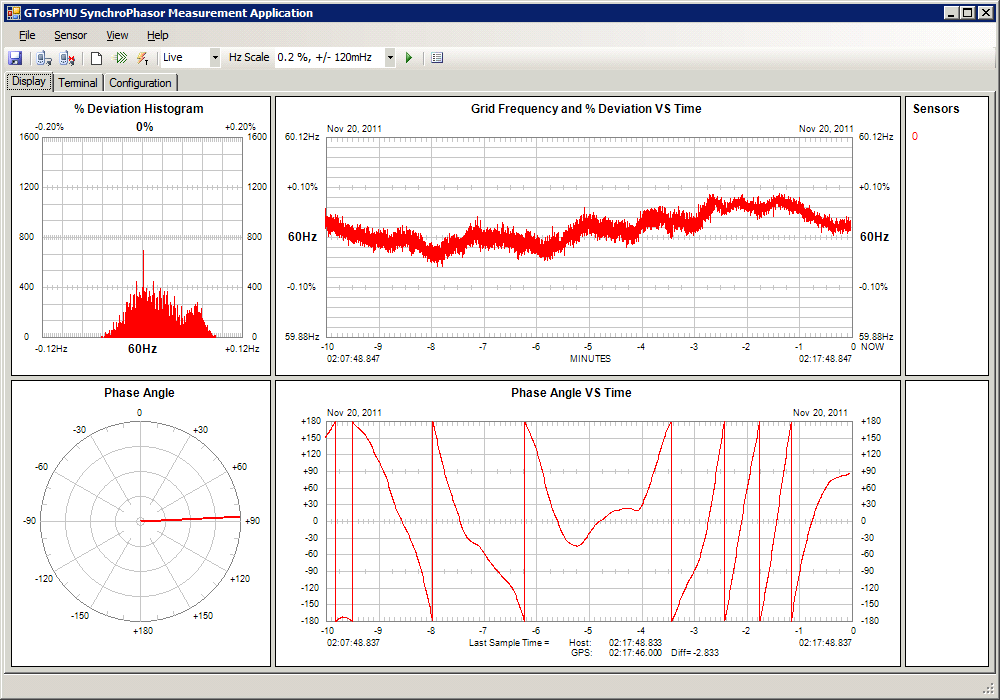 GTosPMU SynchroPhasor Measurement Application
File Sensor View Help
Live Hz Scale 0.2 %, +/- 120mHz
Display Terminal Configuration
% Deviation Histogram
-0.20% 0% +0.20%
1600 1600
1200 1200
800 800
400 400
0 0
-0.12Hz 60Hz +0.12Hz
Grid Frequency and % Deviation VS Time
Nov 20, 2011 Nov 20, 2011
60.12Hz 60.12Hz
+0.10% +0.10%
60Hz 60Hz
-0.10% -0.10%
59.88Hz 59.88Hz
-10 -9 -8 -7 -6 -5 -4 -3 -2 -1 0 NOW
02:07:48.847 MINUTES 02:17:48.847
Sensors
0
Phase Angle
0
-30 +30
-60 +60
-90 +90
-120 +120
-150 +150
+180
Phase Angle VS Time
Nov 20, 2011 Nov 20, 2011
+180 +180
+150 +150
+120 +120
+90 +90
+60 +60
+30 +30
0 0
-30 -30
-60 -60
-90 -90
-120 -120
-150 -150
-180 -180
-10 -9 -8 -7 -6 -5 -4 -3 -2 -1 0
02:07:48.837 Last Sample Time = Host: 02:17:48.833 02:17:48.837
GPS: 02:17:46.000 Diff= -2.833